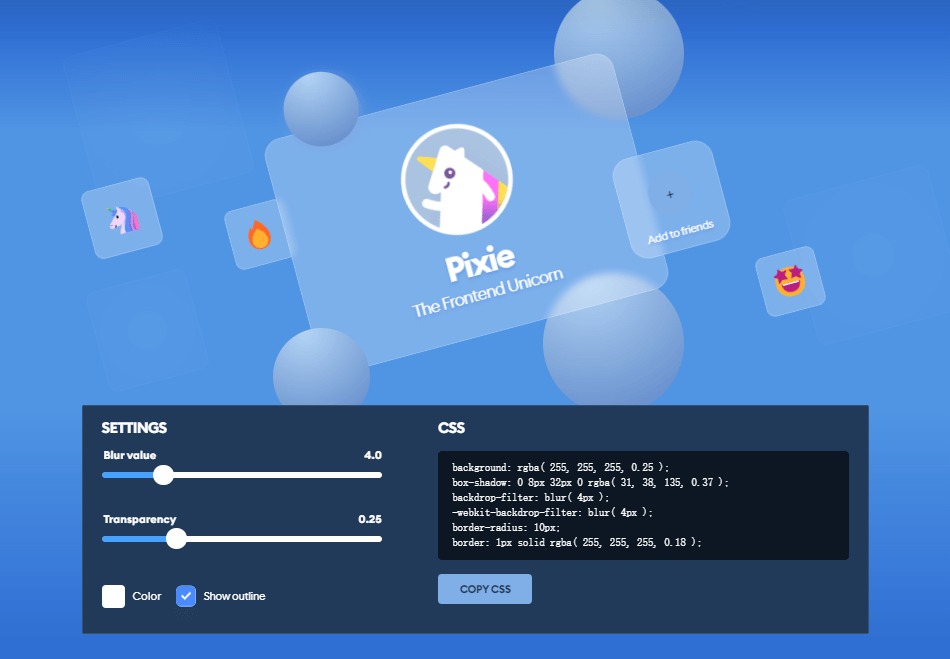 +
Add to friends
Pixie
The Frontend Unicorn
SETTINGS
Blur value 4.0
Transparency 0.25
Color Show outline
CSS
background: rgba( 255, 255, 255, 0.25 );
box-shadow: 0 8px 32px 0 rgba( 31, 38, 135, 0.37 );
backdrop-filter: blur( 4px );
-webkit-backdrop-filter: blur( 4px );
border-radius: 10px;
border: 1px solid rgba( 255, 255, 255, 0.18 );
COPY CSS